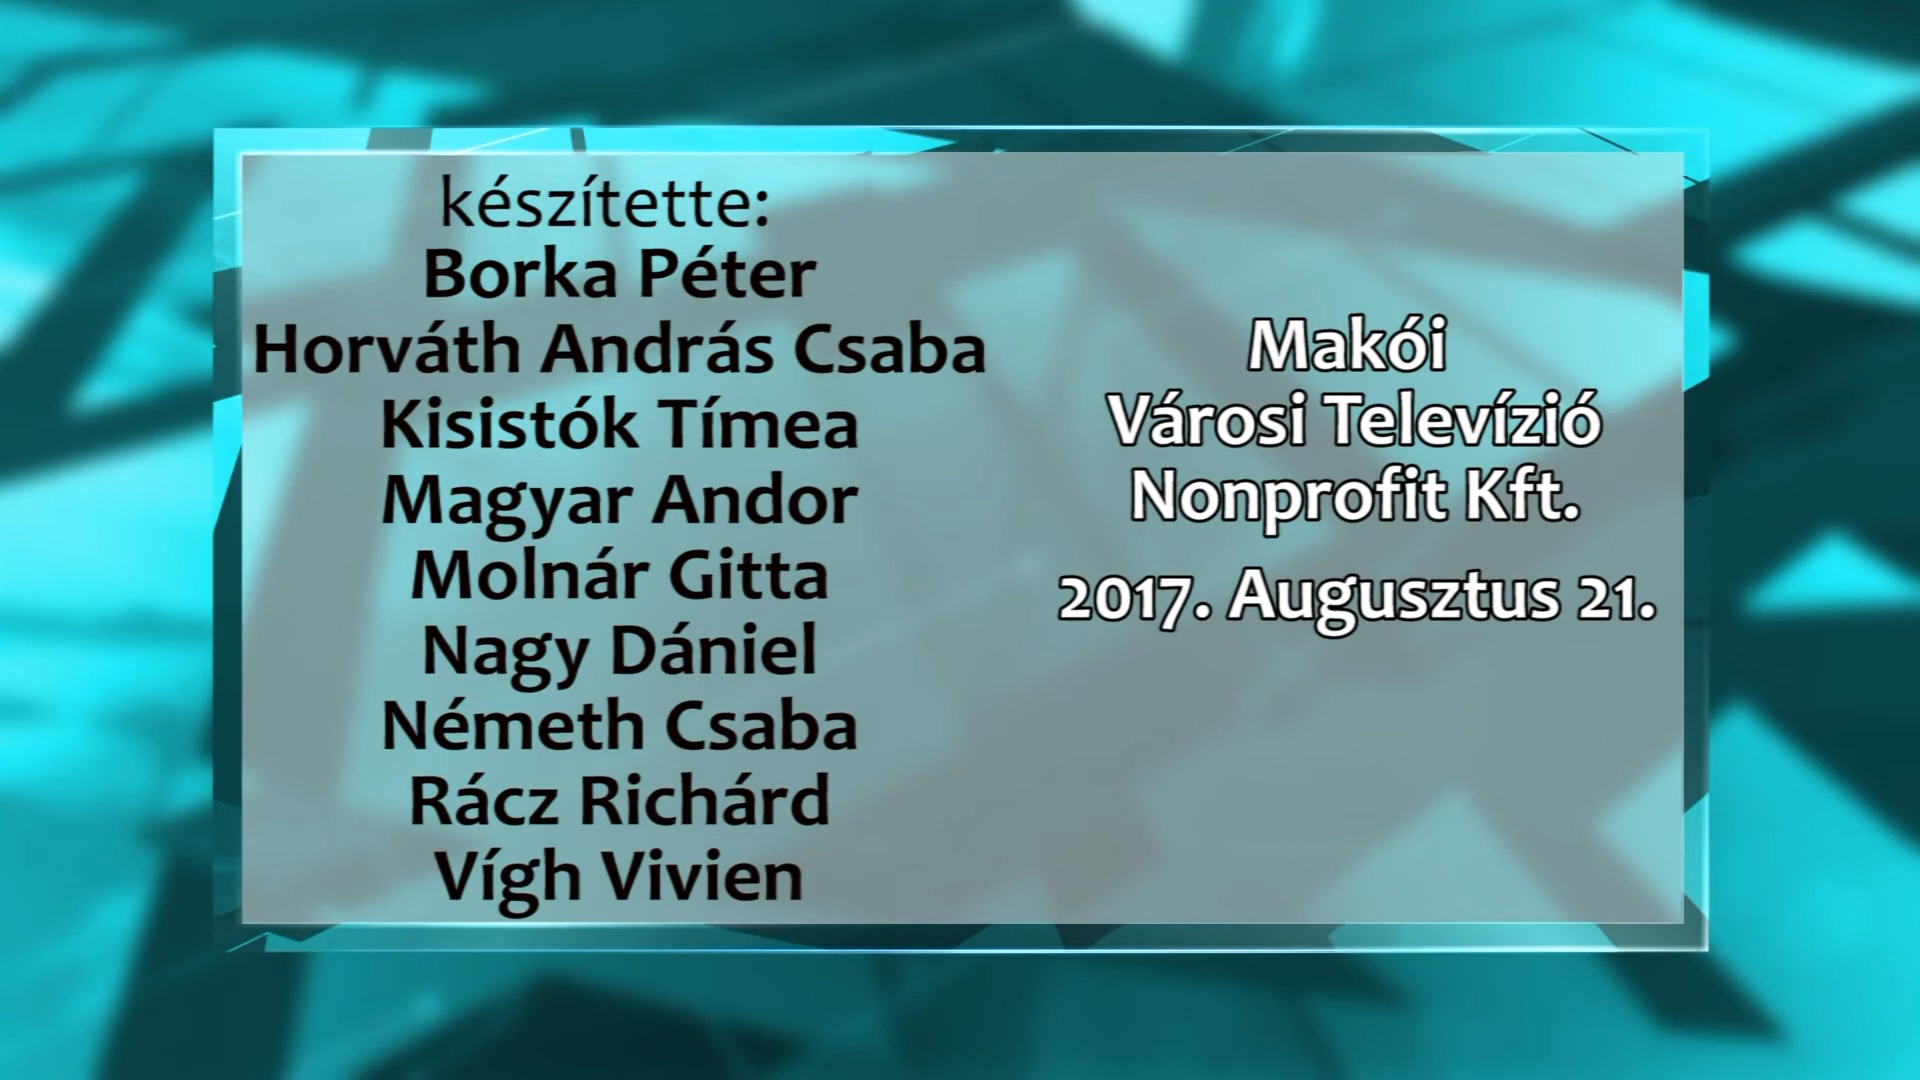 készítette:
Borka Péter
Horváth András Csaba
Kisistók Tímea
Magyar Andor
Molnár Gitta
Nagy Dániel
Németh Csaba
Rácz Richárd
Vígh Vivien
Makói
Városi Televízió
Nonprofit Kft.
2017. Augusztus 21.